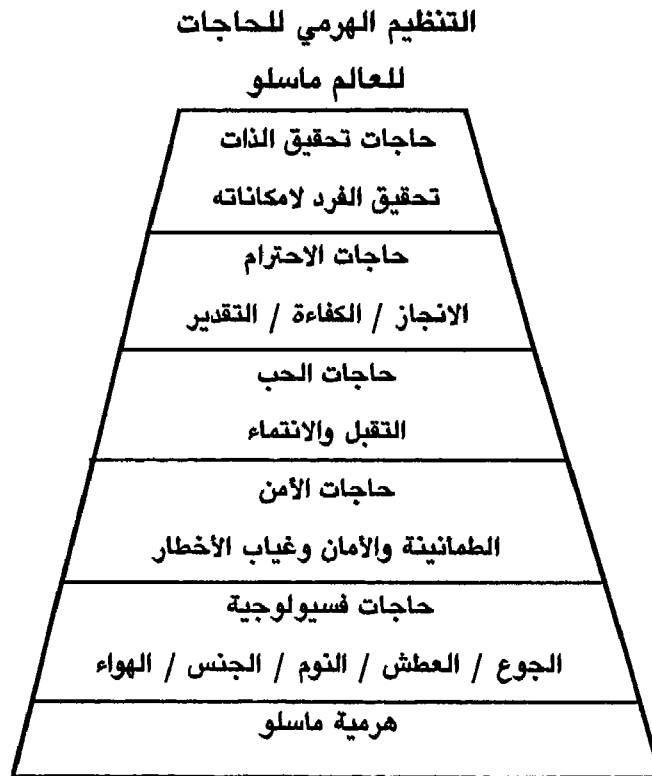 التنظيم الهرمي للحاجات
للعالم ماسلو
حاجات تحقيق الذات
تحقيق الفرد لامكاناته
حاجات الاحترام
الانجاز / الكفاءة / التقدير
حاجات الحب
التقبل والانتماء
حاجات الأمن
الطمانينة والأمان وغياب الأخطار
حاجات فسيولوجية
الجوع / العطش / النوم / الجنس / الهواء
هرمية ماسلو